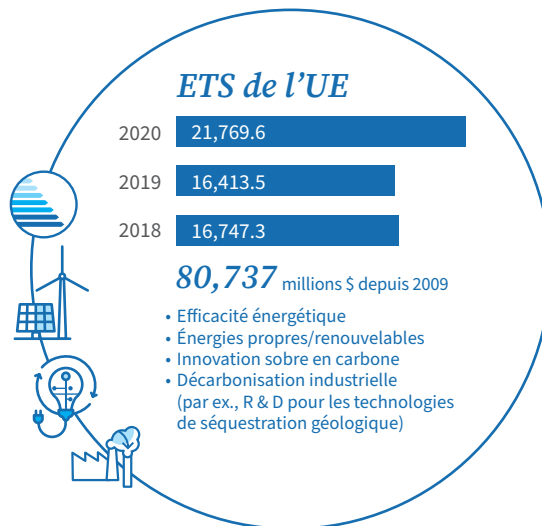 ETS de l’UE
2020 21,769.6
2019 16,413.5
2018 16,747.3
80,737 millions $ depuis 2009
• Efficacité énergétique
• Énergies propres/renouvelables
• Innovation sobre en carbone
• Décarbonisation industrielle
(par ex., R & D pour les technologies
de séquestration géologique)